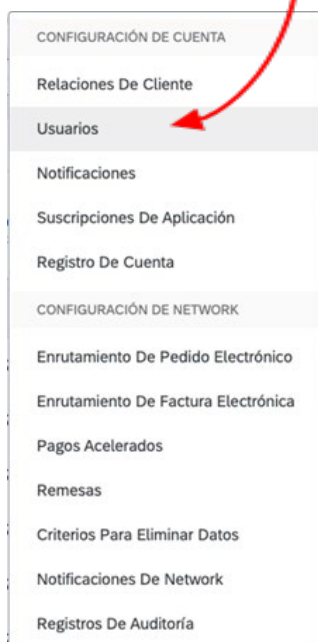 CONFIGURACIÓN DE CUENTA
Relaciones De Cliente
Usuarios
Notificaciones
Suscripciones De Aplicación
Registro De Cuenta
CONFIGURACIÓN DE NETWORK
Enrutamiento De Pedido Electrónico
Enrutamiento De Factura Electrónica
Pagos Acelerados
Remesas
Criterios Para Eliminar Datos
Notificaciones De Network
Registros De Auditoría